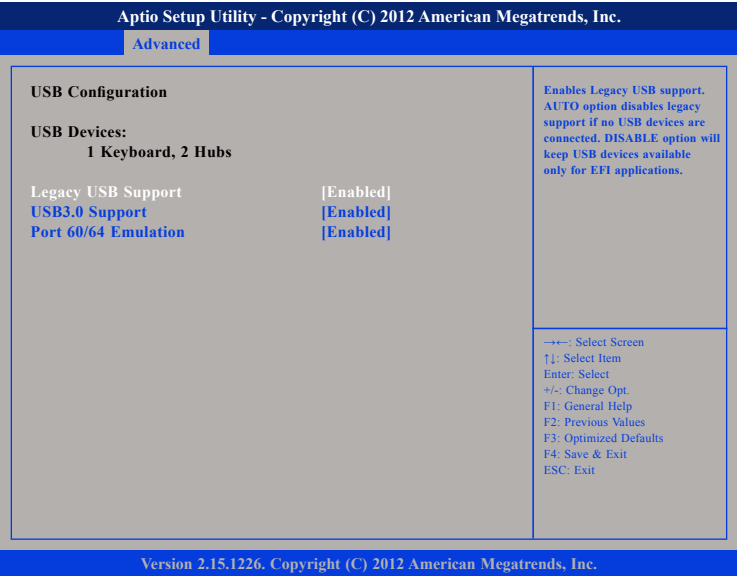 Aptio Setup Utility - Copyright (C) 2012 American Megatrends, Inc.
Advanced
USB Configuration
USB Devices:
1 Keyboard, 2 Hubs
Legacy USB Support [Enabled]
USB3.0 Support [Enabled]
Port 60/64 Emulation [Enabled]
Enables Legacy USB support.
AUTO option disables legacy
support if no USB devices are
connected. DISABLE option will
keep USB devices available
only for EFI applications.
→←: Select Screen
↑↓: Select Item
Enter: Select
+/-: Change Opt.
F1: General Help
F2: Previous Values
F3: Optimized Defaults
F4: Save & Exit
ESC: Exit
Version 2.15.1226. Copyright (C) 2012 American Megatrends, Inc.